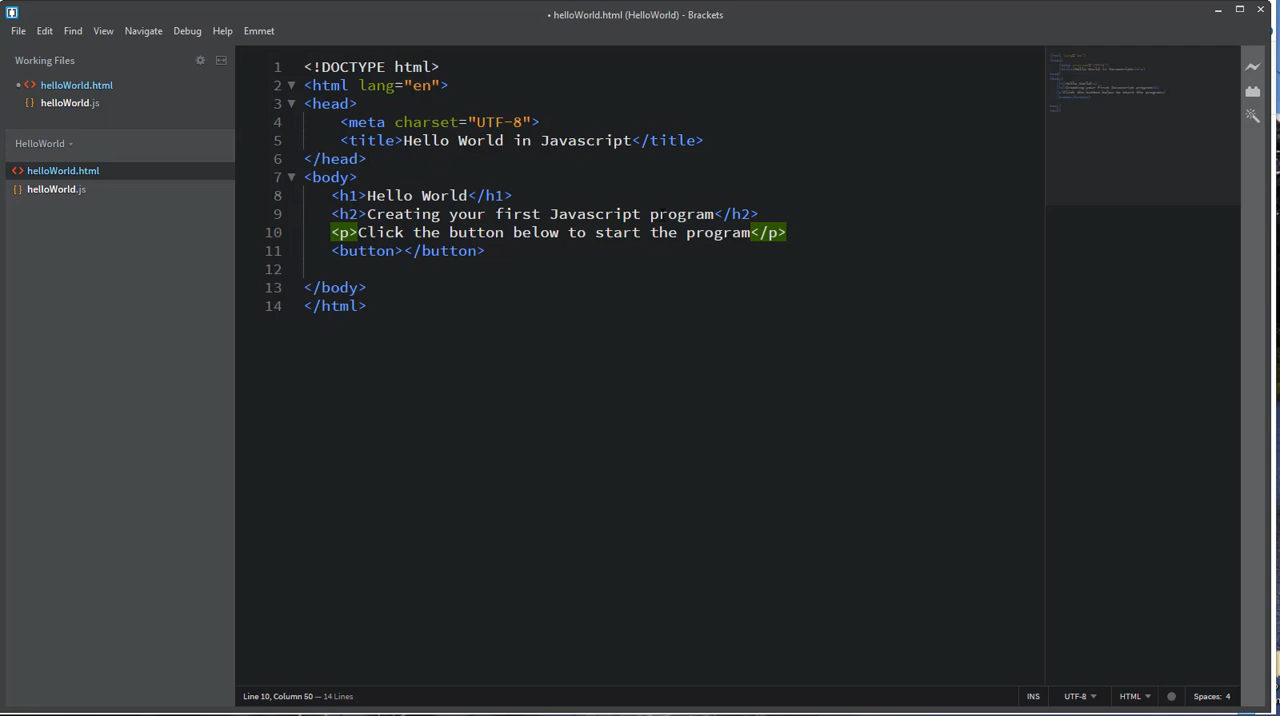 • helloWorld.html (HelloWorld) - Brackets
File Edit Find View Navigate Debug Help Emmet
Working Files
<> helloWorld.html
{} helloWorld.js
HelloWorld
<> helloWorld.html
{} helloWorld.js
1 <!DOCTYPE html>
2 <html lang="en">
3 <head>
4 <meta charset="UTF-8">
5 <title>Hello World in Javascript</title>
6 </head>
7 <body>
8 <h1>Hello World</h1>
9 <h2>Creating your first Javascript program</h2>
10 <p>Click the button below to start the program</p>
11 <button></button>
12
13 </body>
14 </html>
Line 10, Column 50 — 14 Lines
INS UTF-8 HTML Spaces: 4